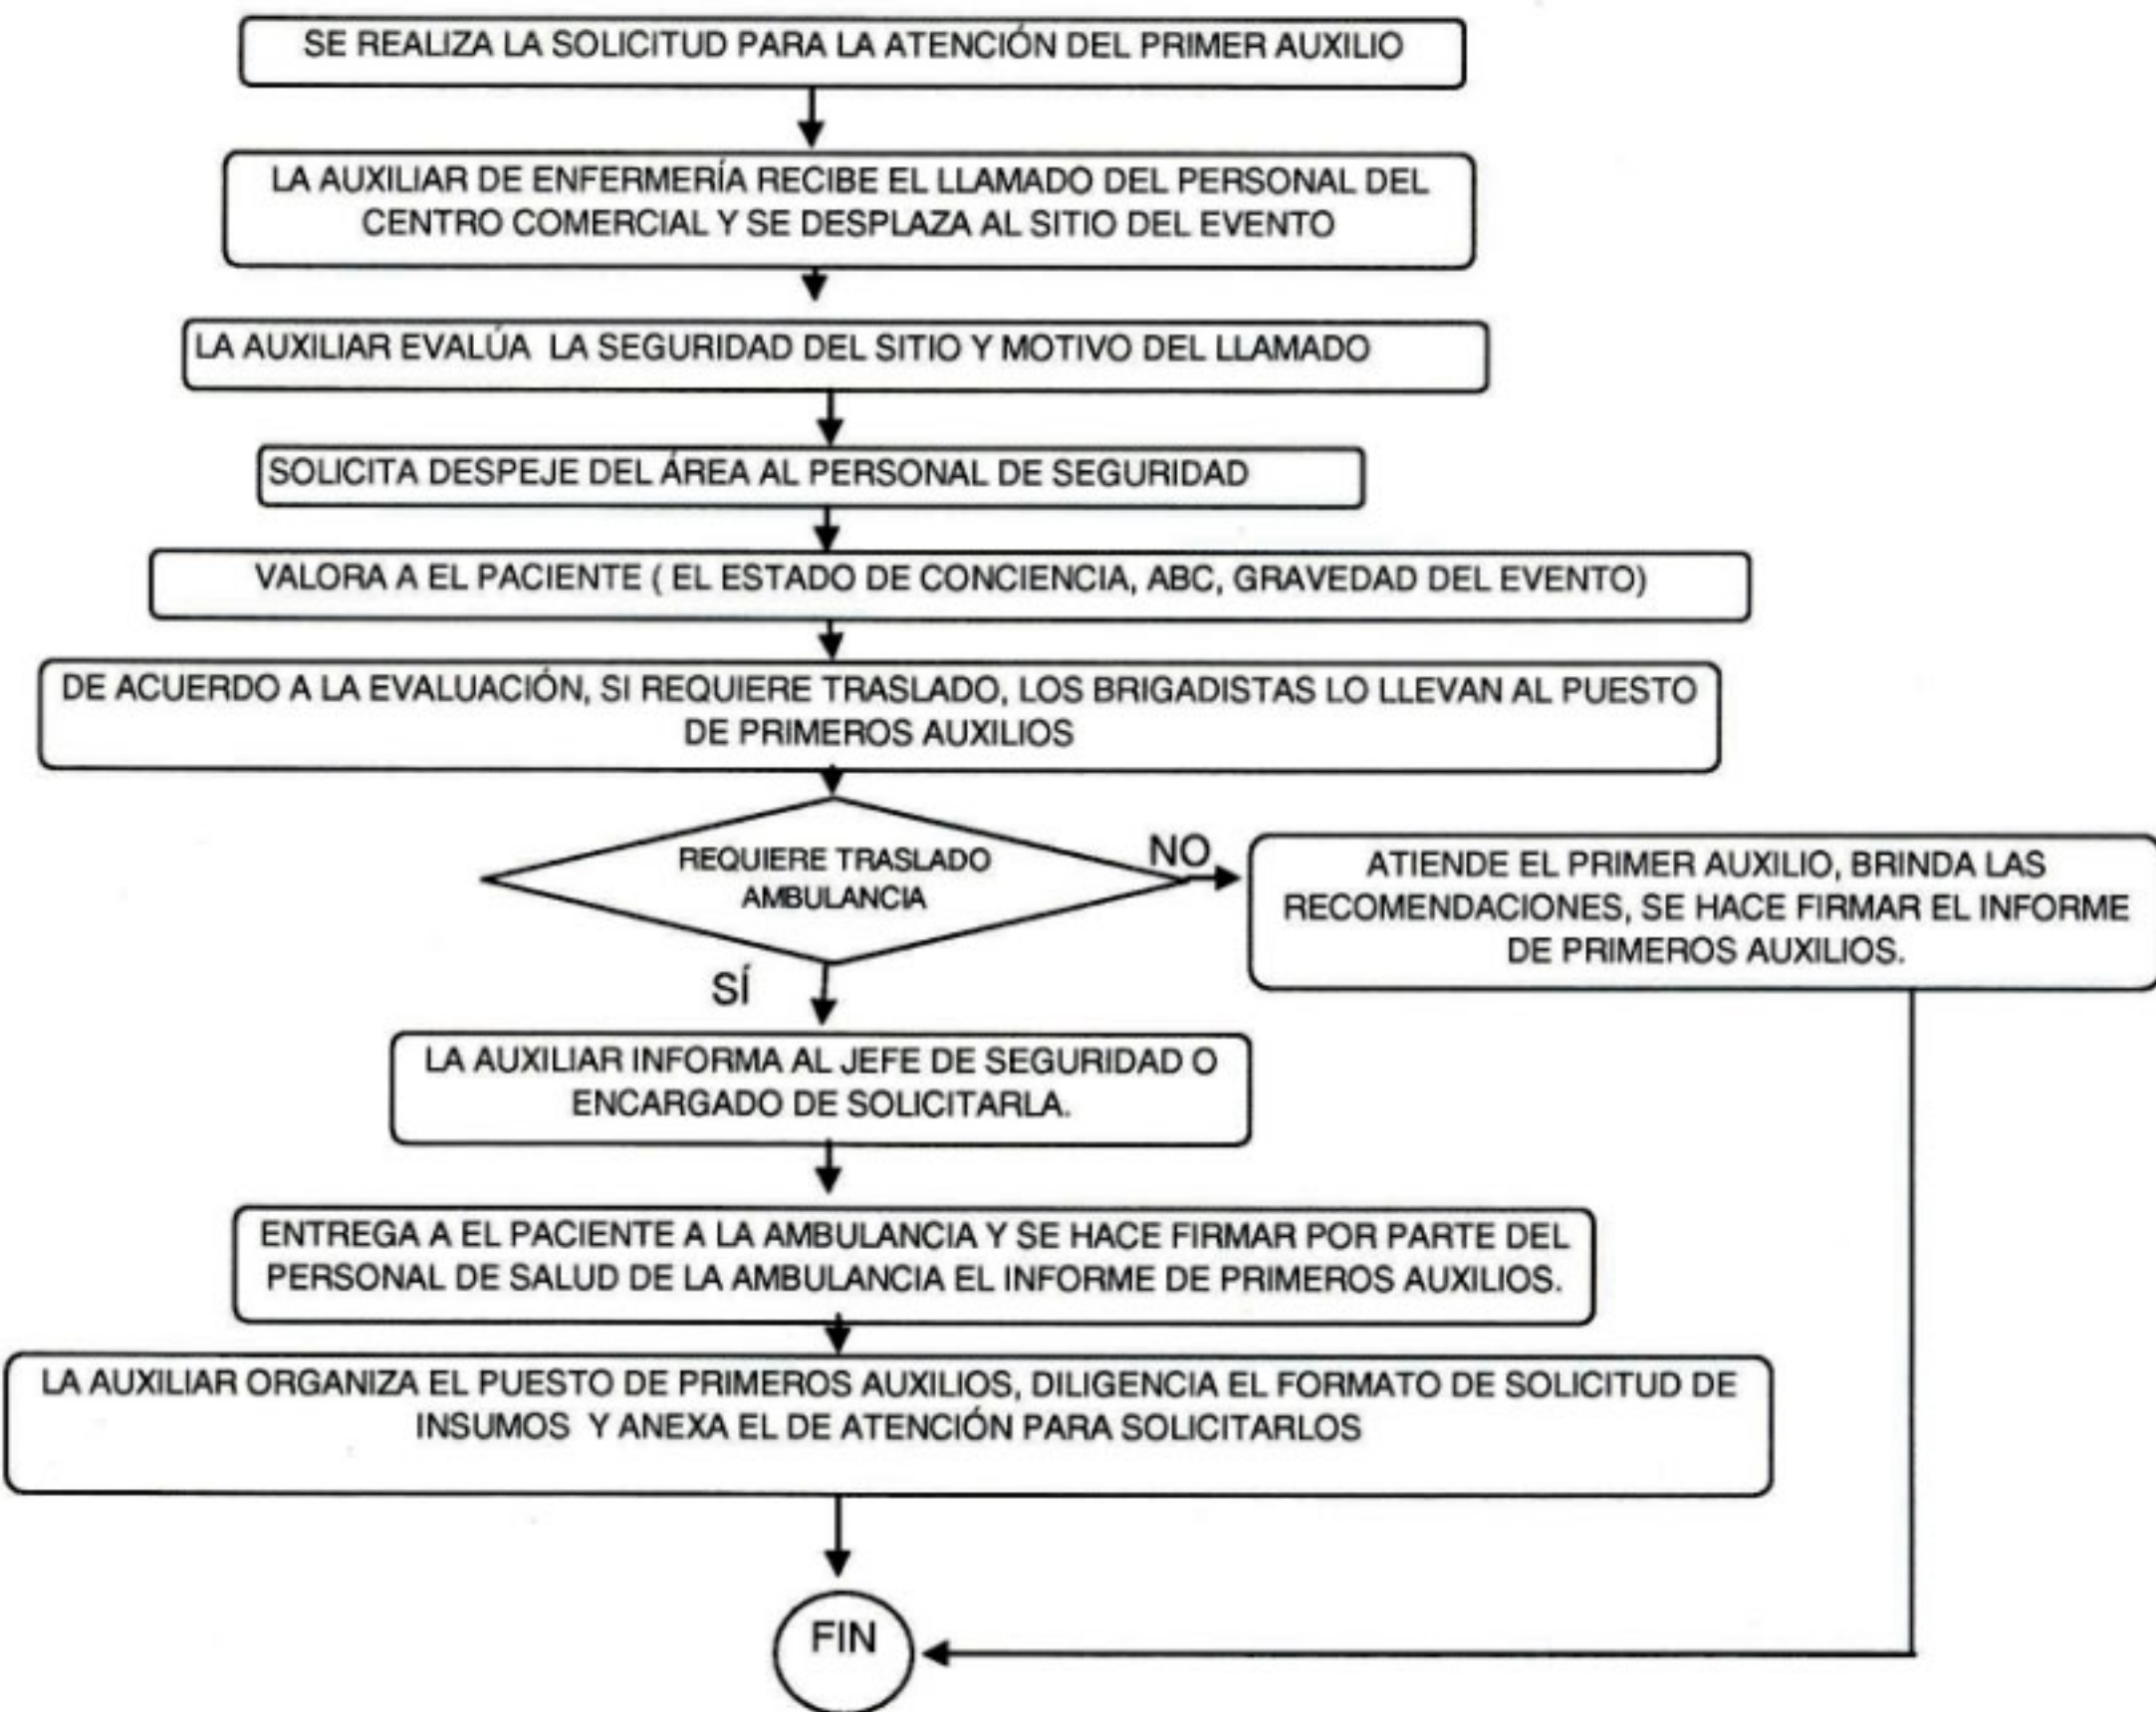 SE REALIZA LA SOLICITUD PARA LA ATENCIÓN DEL PRIMER AUXILIO
LA AUXILIAR DE ENFERMERÍA RECIBE EL LLAMADO DEL PERSONAL DEL
CENTRO COMERCIAL Y SE DESPLAZA AL SITIO DEL EVENTO
LA AUXILIAR EVALÚA LA SEGURIDAD DEL SITIO Y MOTIVO DEL LLAMADO
SOLICITA DESPEJE DEL ÁREA AL PERSONAL DE SEGURIDAD
VALORA A EL PACIENTE ( EL ESTADO DE CONCIENCIA, ABC, GRAVEDAD DEL EVENTO)
DE ACUERDO A LA EVALUACIÓN, SI REQUIERE TRASLADO, LOS BRIGADISTAS LO LLEVAN AL PUESTO
DE PRIMEROS AUXILIOS
REQUIERE TRASLADO
AMBULANCIA
NO
ATIENDE EL PRIMER AUXILIO, BRINDA LAS
RECOMENDACIONES, SE HACE FIRMAR EL INFORME
DE PRIMEROS AUXILIOS.
SÍ
LA AUXILIAR INFORMA AL JEFE DE SEGURIDAD O
ENCARGADO DE SOLICITARLA.
ENTREGA A EL PACIENTE A LA AMBULANCIA Y SE HACE FIRMAR POR PARTE DEL
PERSONAL DE SALUD DE LA AMBULANCIA EL INFORME DE PRIMEROS AUXILIOS.
LA AUXILIAR ORGANIZA EL PUESTO DE PRIMEROS AUXILIOS, DILIGENCIA EL FORMATO DE SOLICITUD DE
INSUMOS Y ANEXA EL DE ATENCIÓN PARA SOLICITARLOS
FIN